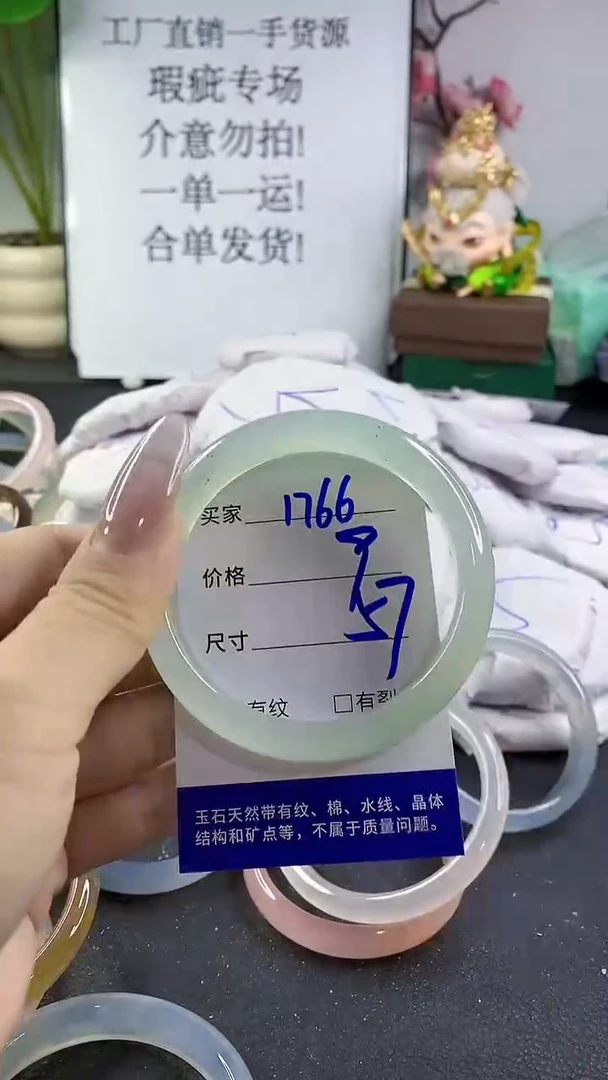 工厂直销一手货源
瑕疵专场
介意勿拍!
一单一运!
合单发货!
买家 1766
价格 9
尺寸 57
有纹 □有裂
玉石天然带有纹、棉、水线、晶体
结构和矿点等，不属于质量问题。